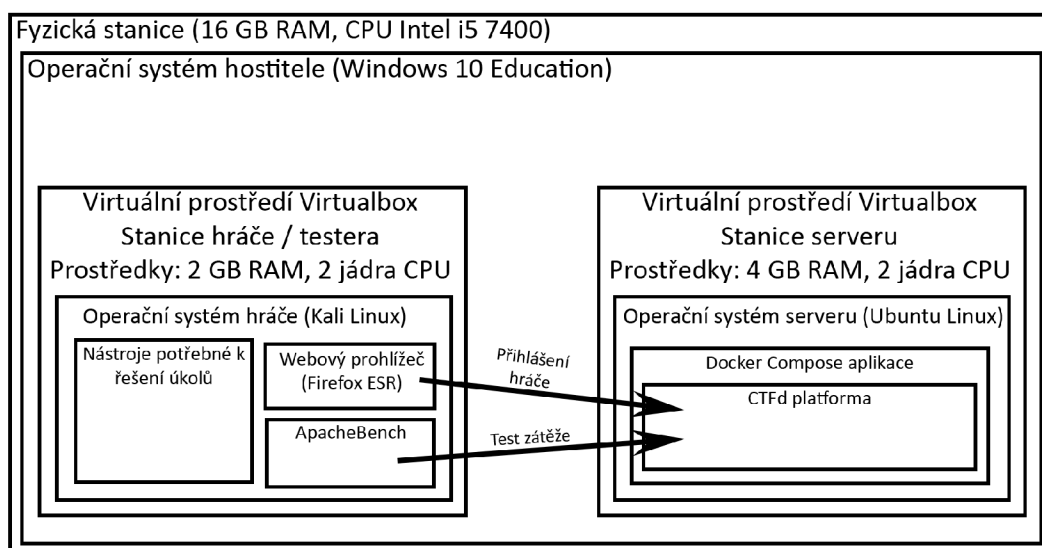 Fyzická stanice (16 GB RAM, CPU Intel i5 7400)
Operační systém hostitele (Windows 10 Education)
Virtuální prostředí Virtualbox
Stanice hráče / testera
Prostředky: 2 GB RAM, 2 jádra CPU
Operační systém hráče (Kali Linux)
Nástroje potřebné k
řešení úkolů
Webový prohlížeč
(Firefox ESR)
ApacheBench
Přihlášení
hráče
Test zátěže
Virtuální prostředí Virtualbox
Stanice serveru
Prostředky: 4 GB RAM, 2 jádra CPU
Operační systém serveru (Ubuntu Linux)
Docker Compose aplikace
CTFd platforma